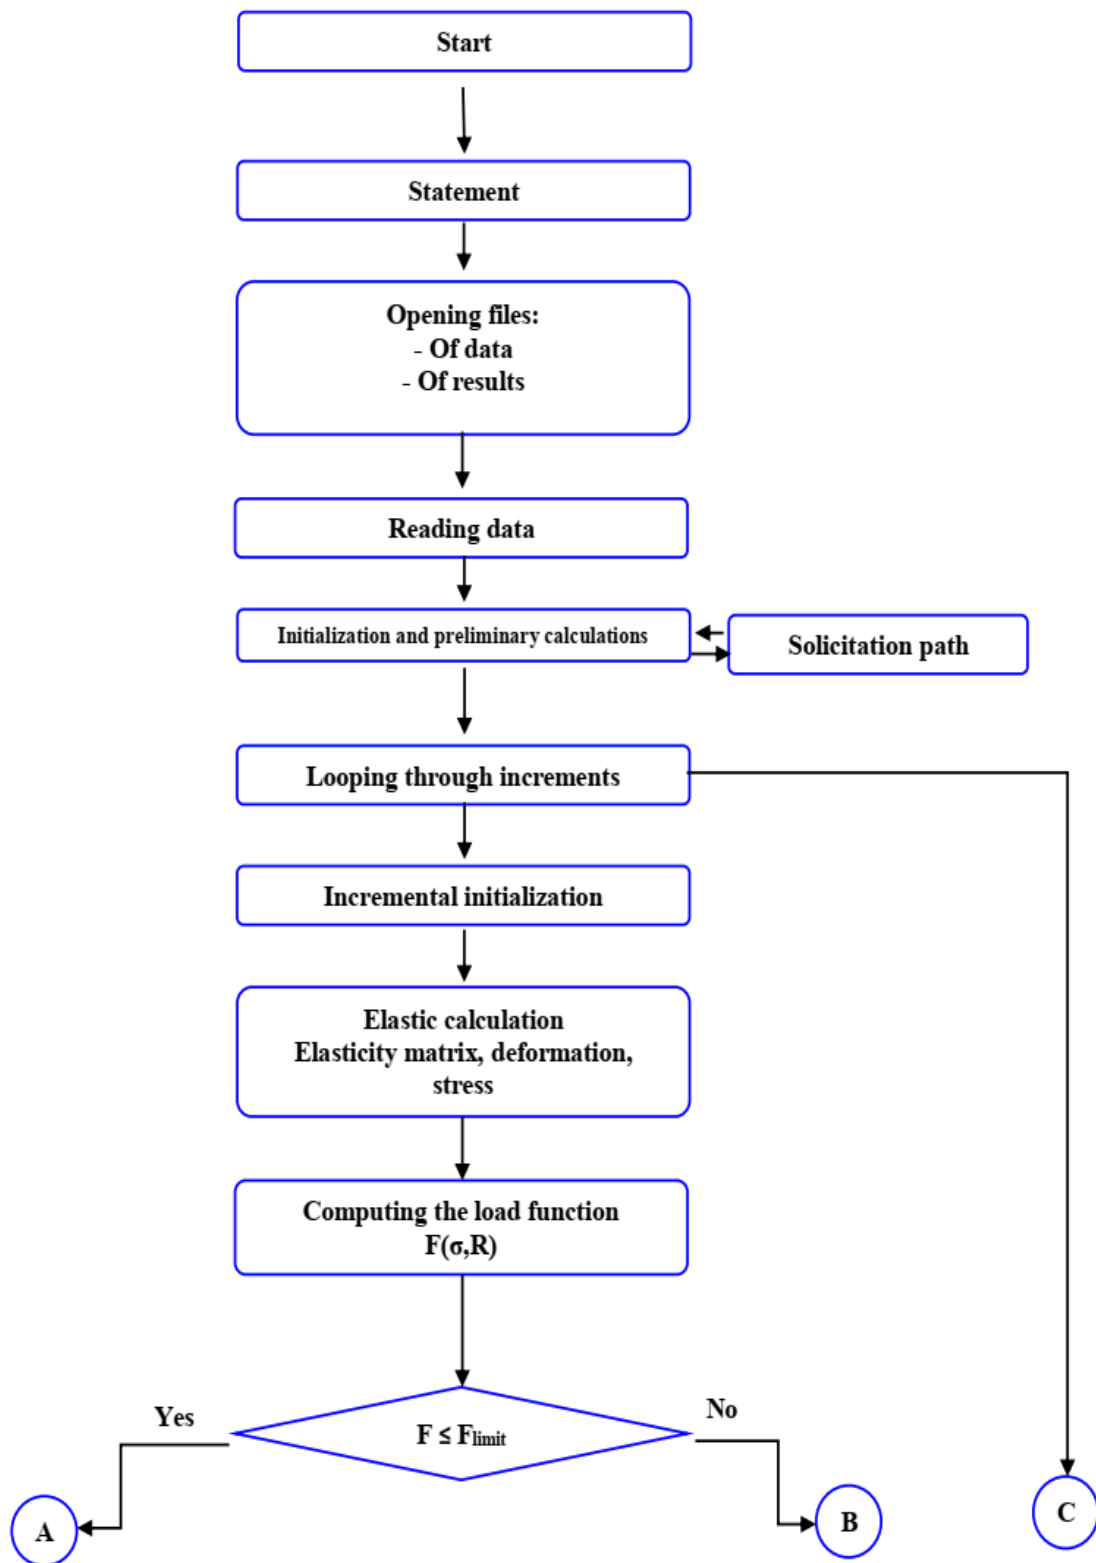 Start
Statement
Opening files:
- Of data
- Of results
Reading data
Initialization and preliminary calculations
Solicitation path
Looping through increments
Incremental initialization
Elastic calculation
Elasticity matrix, deformation,
stress
Computing the load function
F(σ,R)
Yes
F ≤ Flimit
No
A
B
C